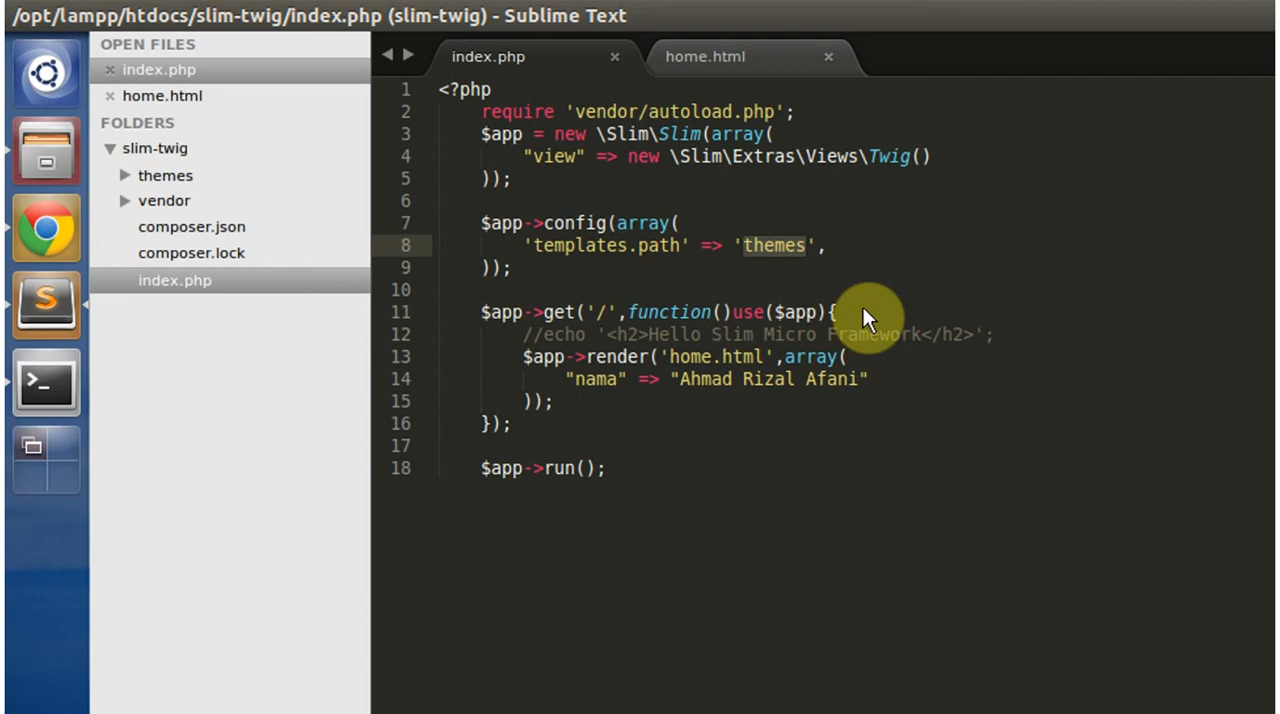 /opt/lampp/htdocs/slim-twig/index.php (slim-twig) - Sublime Text
OPEN FILES
index.php
home.html
FOLDERS
slim-twig
themes
vendor
composer.json
composer.lock
index.php
index.php
home.html
1 <?php
2 require 'vendor/autoload.php';
3 $app = new \Slim\Slim(array(
4 "view" => new \Slim\Extras\Views\Twig()
5 ));
6
7 $app->config(array(
8 'templates.path' => 'themes',
9 ));
10
11 $app->get('/',function()use($app){
12 //echo '<h2>Hello Slim Micro Framework</h2>';
13 $app->render('home.html',array(
14 "nama" => "Ahmad Rizal Afani"
15 ));
16 });
17
18 $app->run();